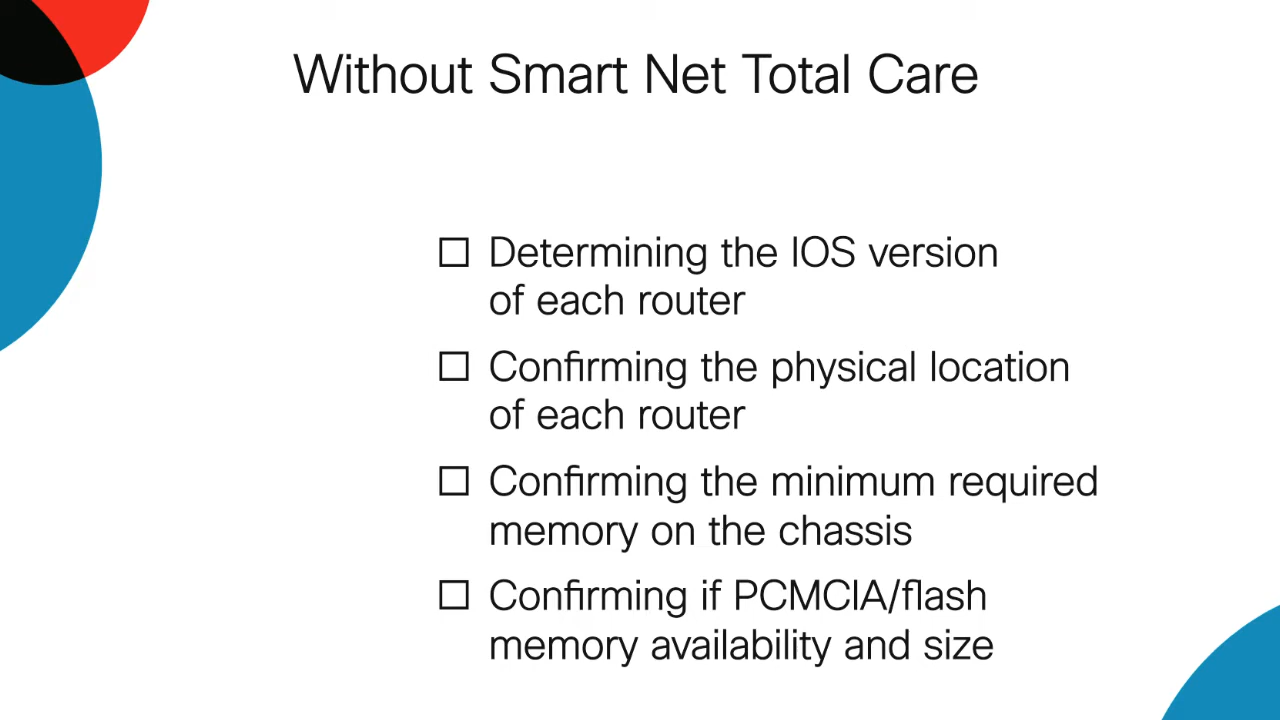 Without Smart Net Total Care
Determining the IOS version
of each router
Confirming the physical location
of each router
Confirming the minimum required
memory on the chassis
Confirming if PCMCIA/flash
memory availability and size